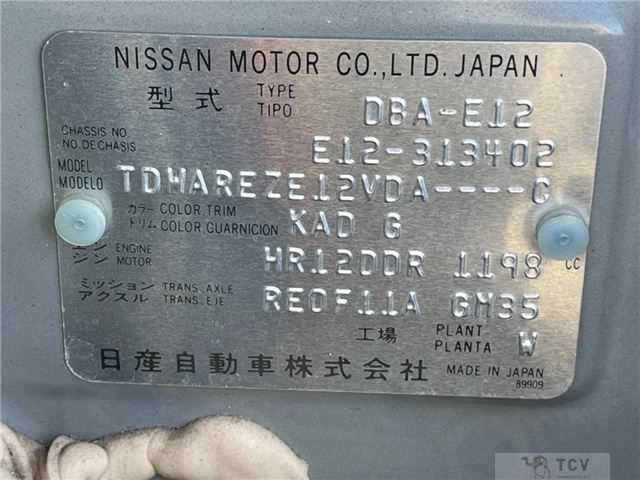 NISSAN MOTOR CO.,LTD. JAPAN
型式 TYPE TIPO DBA-E12
CHASSIS NO. NO. DE CHASIS E12-313402
MODEL MODELO TDWAREZE12VDA----C
カラー トリム COLOR, TRIM COLOR, GUARNICION KAD G
エンジン ENGINE MOTOR HR12DDR 1198 CC
ミッション アクスル TRANS. AXLE TRANS. EJE RE0F11A GM35
工場 PLANT PLANTA W
日産自動車株式会社 MADE IN JAPAN
89909
TCV